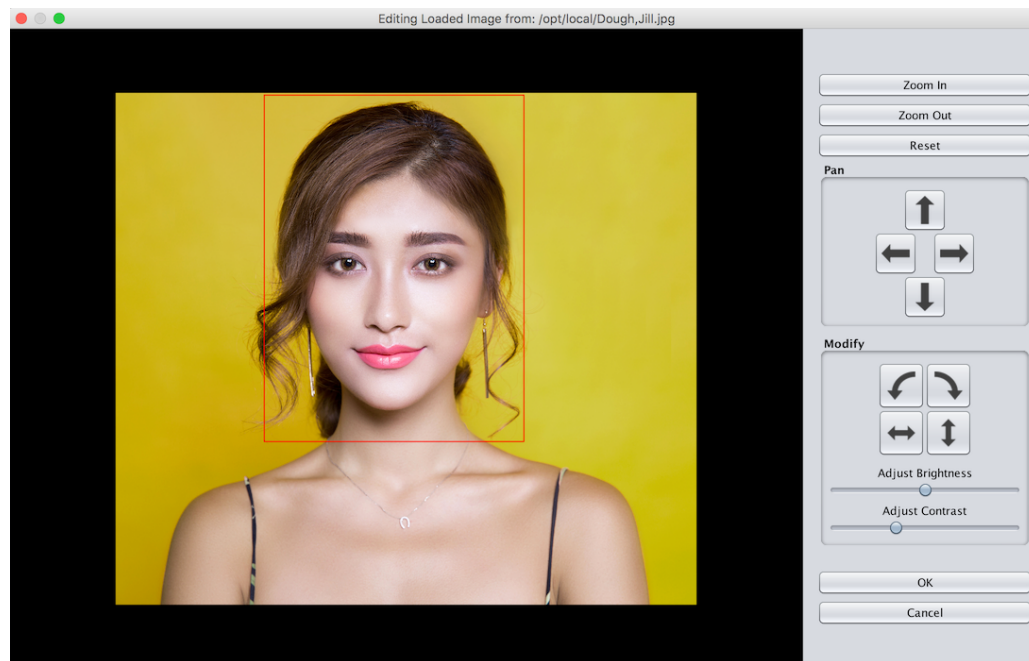 Editing Loaded Image from: /opt/local/Dough,Jill.jpg
Zoom In
Zoom Out
Reset
Pan
Modify
Adjust Brightness
Adjust Contrast
OK
Cancel